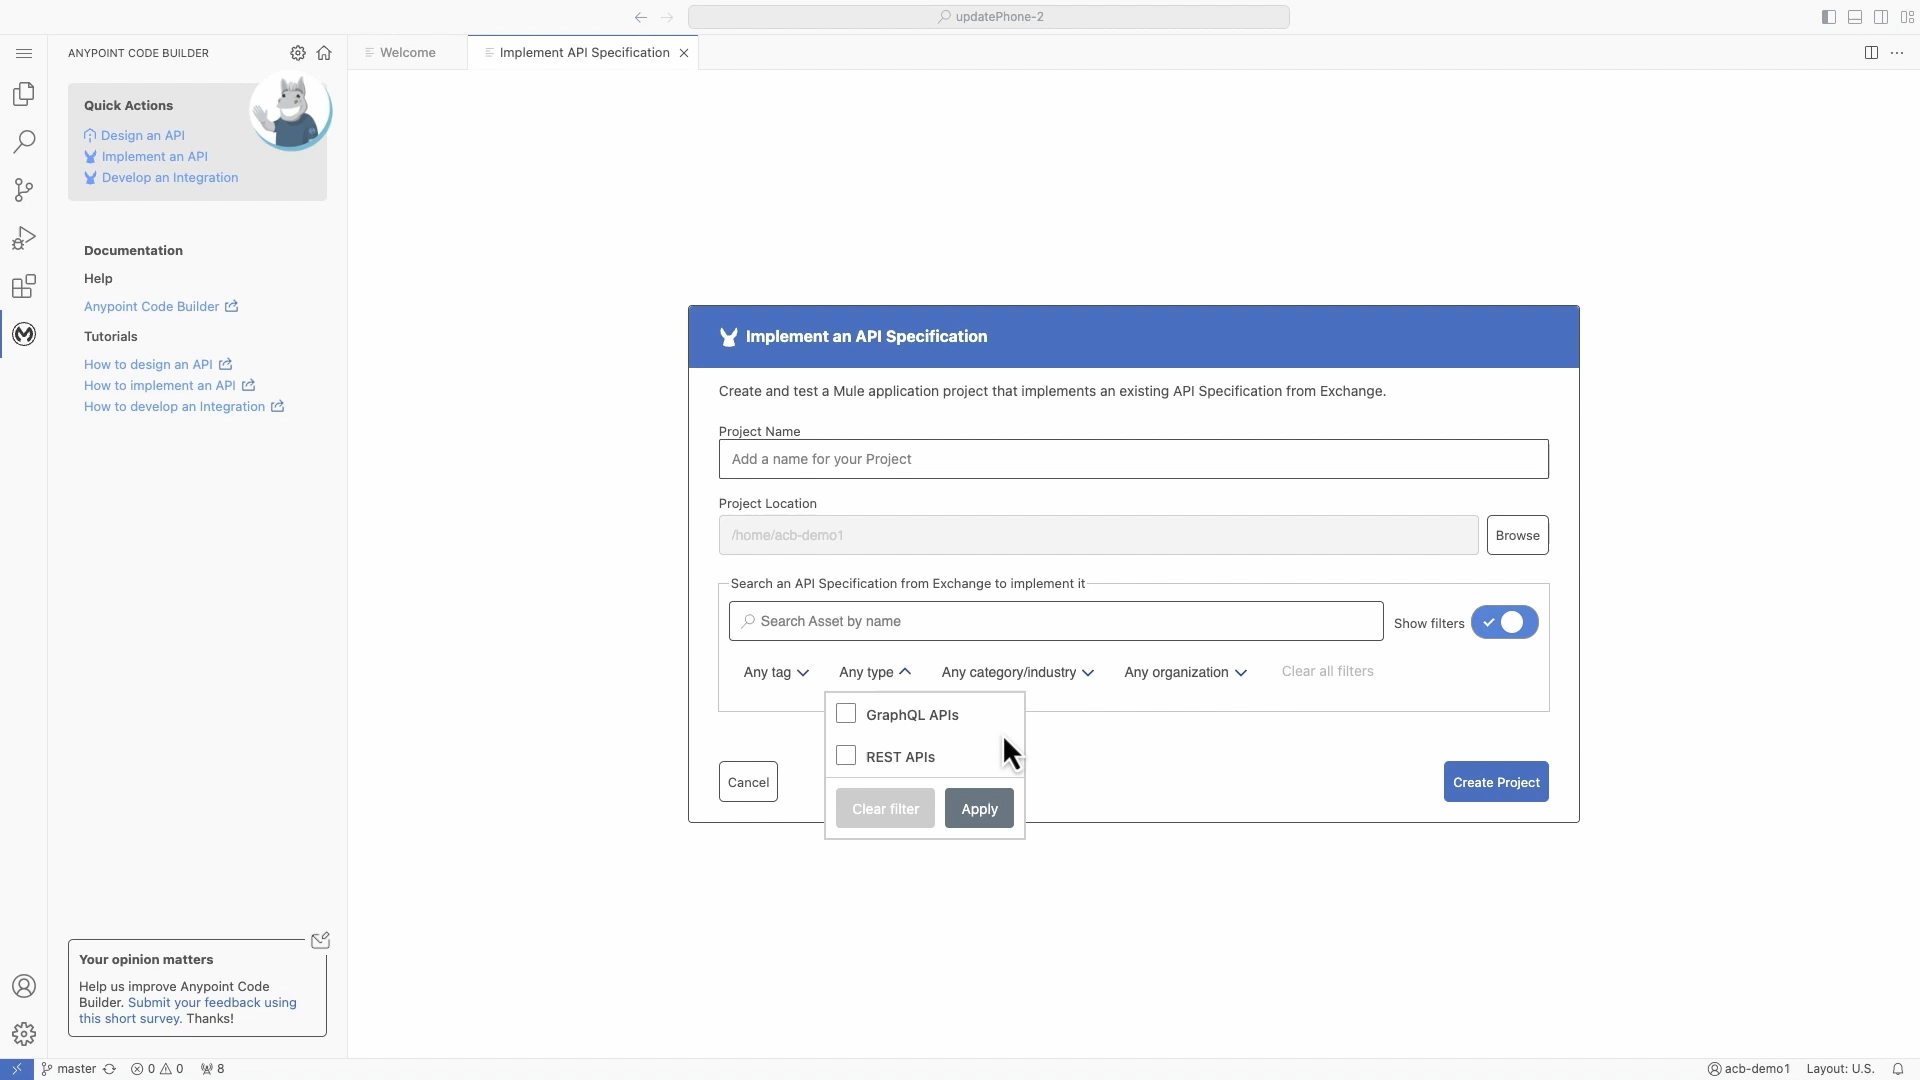 updatePhone-2
ANYPOINT CODE BUILDER
Welcome
Implement API Specification
Quick Actions
Design an API
Implement an API
Develop an Integration
Documentation
Help
Anypoint Code Builder
Tutorials
How to design an API
How to implement an API
How to develop an Integration
Implement an API Specification
Create and test a Mule application project that implements an existing API Specification from Exchange.
Project Name
Add a name for your Project
Project Location
/home/acb-demo1
Browse
Search an API Specification from Exchange to implement it
Search Asset by name
Show filters
Any tag
Any type
Any category/industry
Any organization
Clear all filters
GraphQL APIs
REST APIs
Clear filter
Apply
Cancel
Create Project
Your opinion matters
Help us improve Anypoint Code
Builder. Submit your feedback using
this short survey. Thanks!
master
0
0
8
acb-demo1
Layout: U.S.